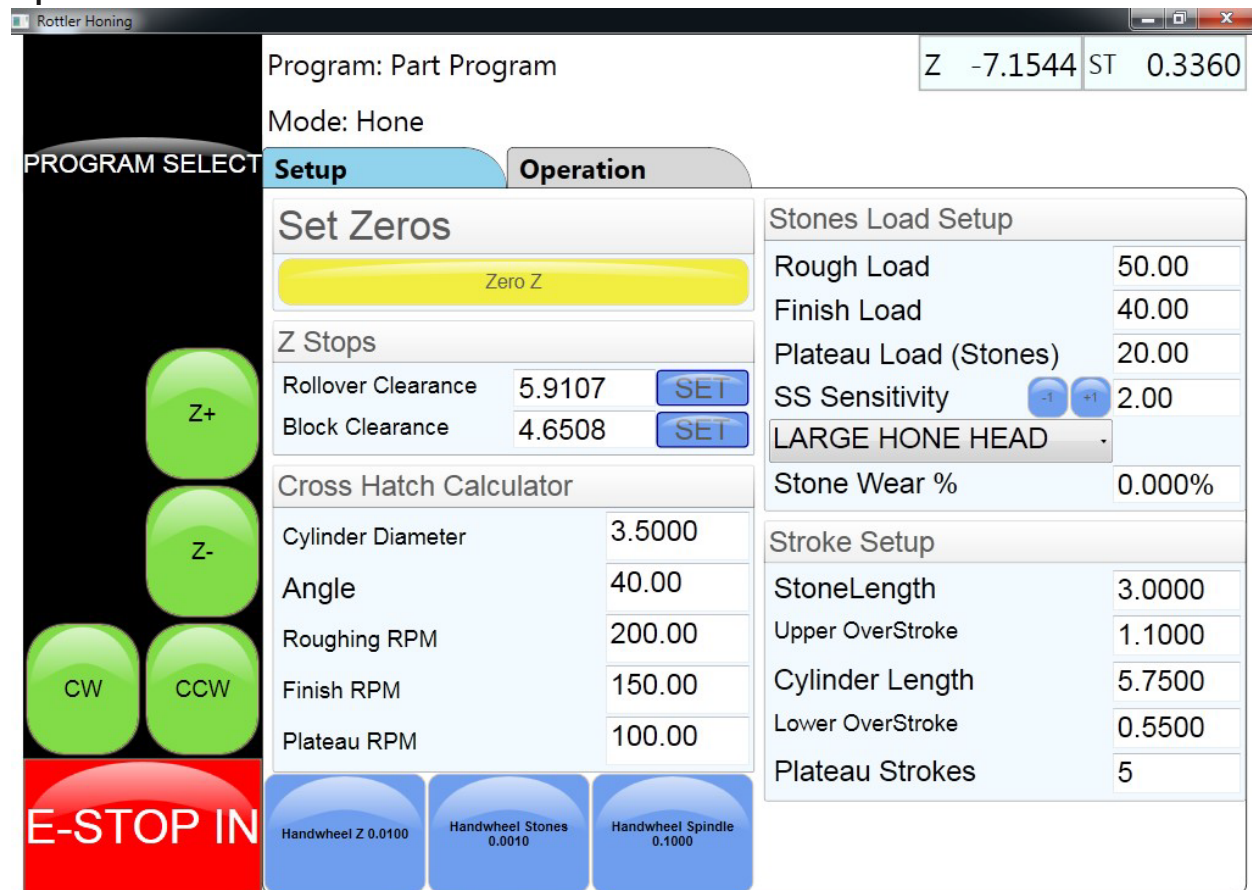 Rottler Honing
Program: Part Program
Z -7.1544 ST 0.3360
Mode: Hone
PROGRAM SELECT
Setup
Operation
Set Zeros
Zero Z
Z Stops
Rollover Clearance 5.9107 SET
Block Clearance 4.6508 SET
Cross Hatch Calculator
Cylinder Diameter 3.5000
Angle 40.00
Roughing RPM 200.00
Finish RPM 150.00
Plateau RPM 100.00
Stones Load Setup
Rough Load 50.00
Finish Load 40.00
Plateau Load (Stones) 20.00
SS Sensitivity -1 +1 2.00
LARGE HONE HEAD
Stone Wear % 0.000%
Stroke Setup
StoneLength 3.0000
Upper OverStroke 1.1000
Cylinder Length 5.7500
Lower OverStroke 0.5500
Plateau Strokes 5
Z+
Z-
CW
CCW
E-STOP IN
Handwheel Z 0.0100
Handwheel Stones
0.0010
Handwheel Spindle
0.1000